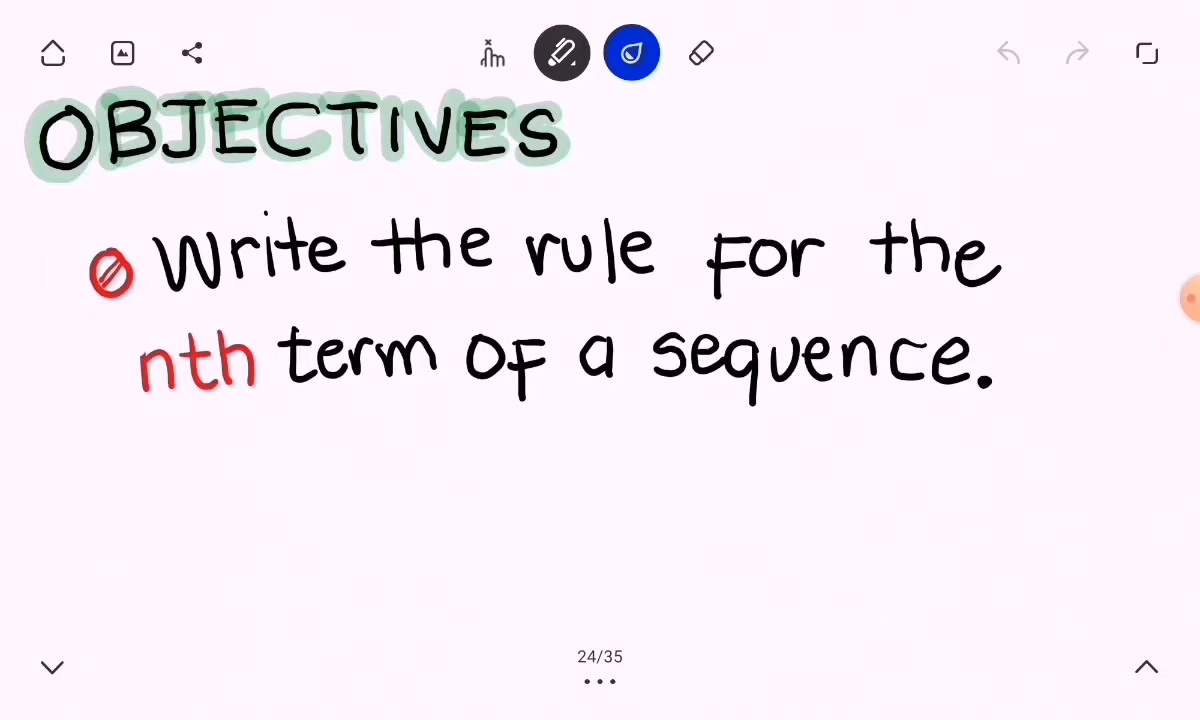 OBJECTIVES
Write the rule for the
nth term of a sequence.
24/35